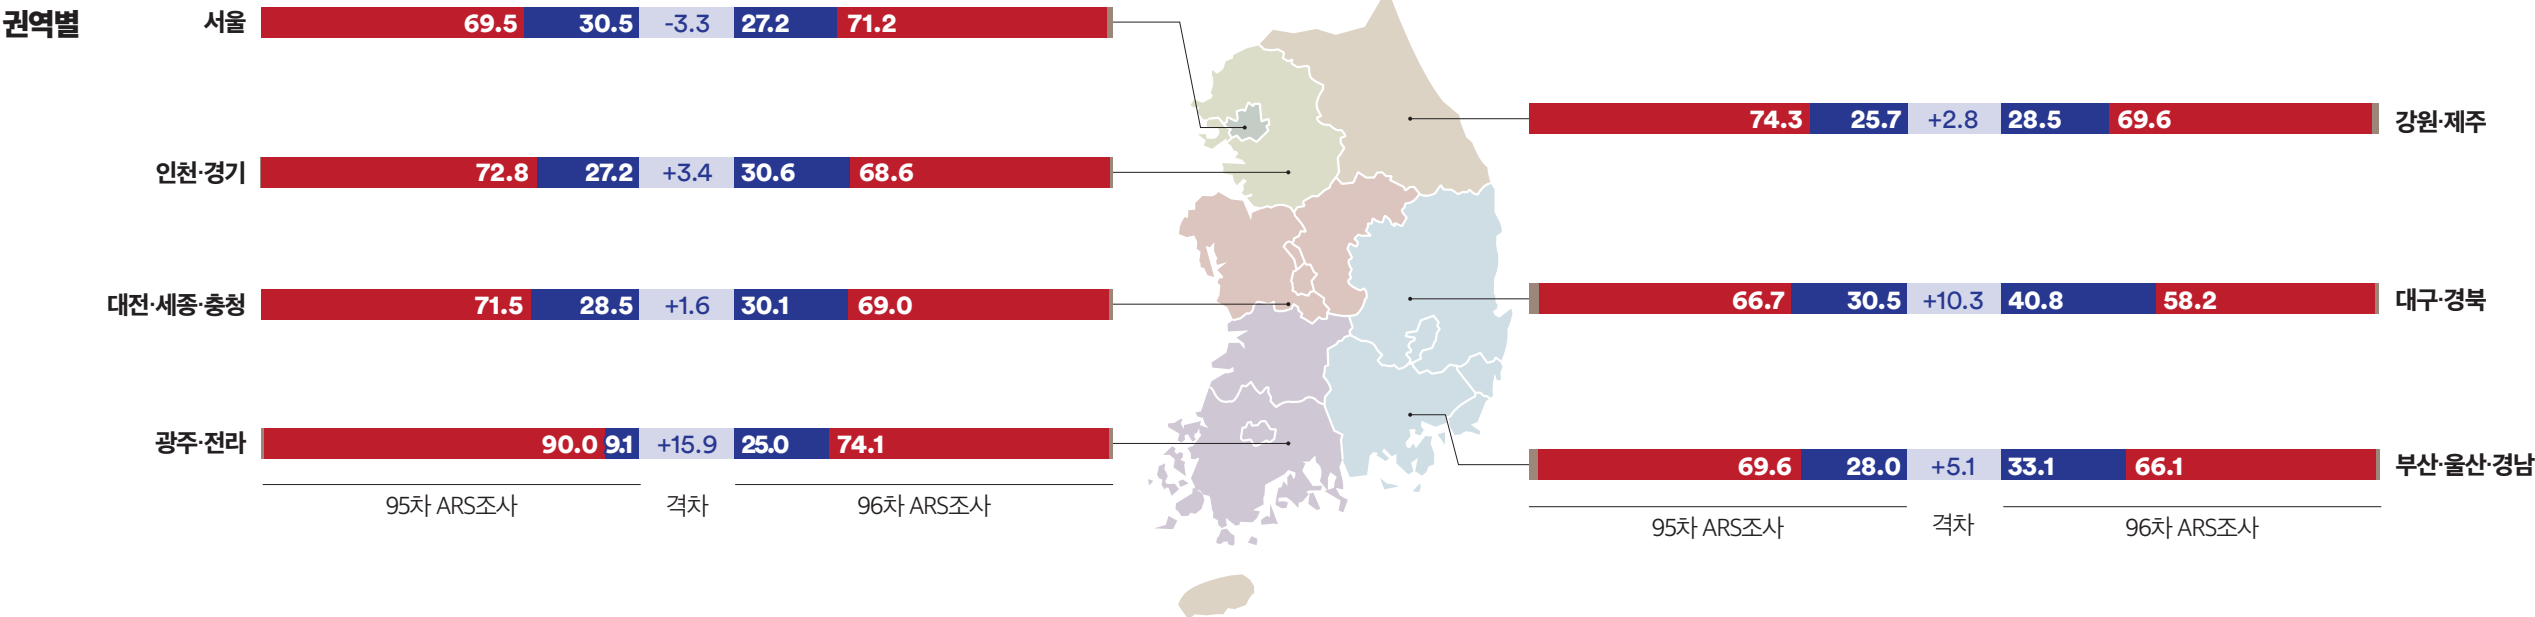 권역별
서울 69.5 30.5 -3.3 27.2 71.2
인천·경기 72.8 27.2 +3.4 30.6 68.6
대전·세종·충청 71.5 28.5 +1.6 30.1 69.0
광주·전라 90.0 9.1 +15.9 25.0 74.1
95차 ARS조사 격차 96차 ARS조사
74.3 25.7 +2.8 28.5 69.6 강원·제주
66.7 30.5 +10.3 40.8 58.2 대구·경북
69.6 28.0 +5.1 33.1 66.1 부산·울산·경남
95차 ARS조사 격차 96차 ARS조사